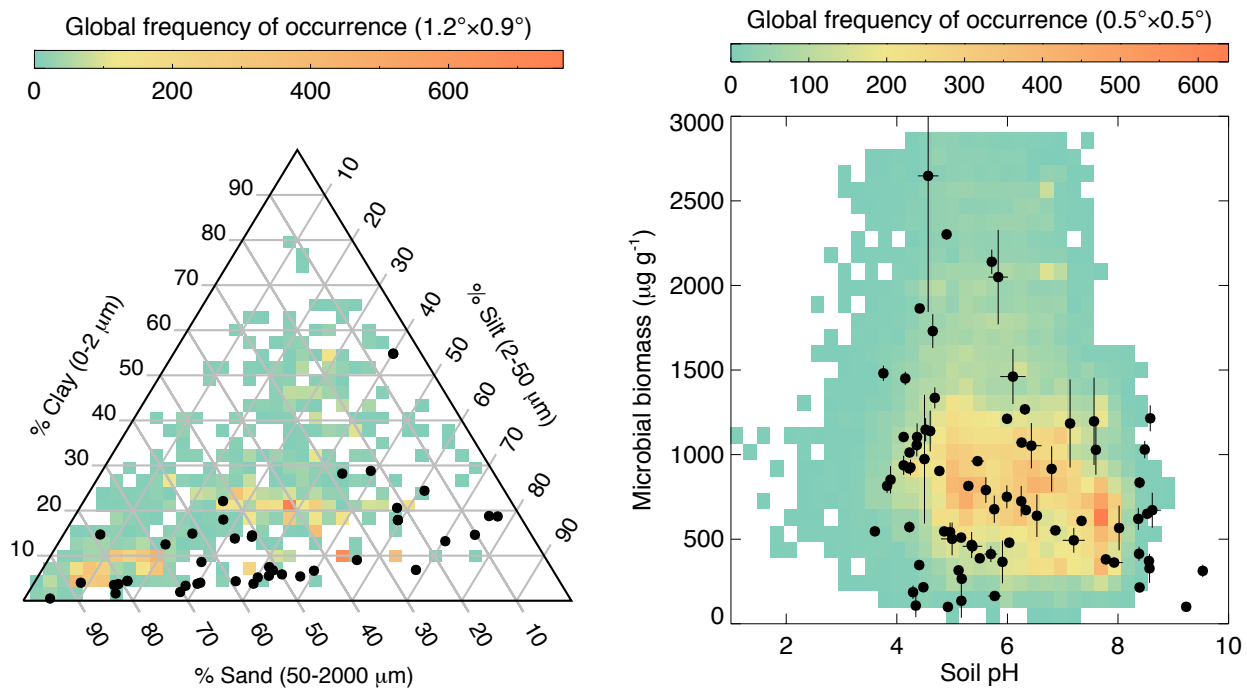 Global frequency of occurrence (1.2°×0.9°)
0 200 400 600
90
80
70
60
50
40
30
20
10
% Clay (0-2 μm)
10
20
30
40
50
60
70
80
90
% Silt (2-50 μm)
90 80 70 60 50 40 30 20 10
% Sand (50-2000 μm)
Global frequency of occurrence (0.5°×0.5°)
0 100 200 300 400 500 600
3000
2500
2000
1500
1000
500
0
Microbial biomass (μg g⁻¹)
2 4 6 8 10
Soil pH